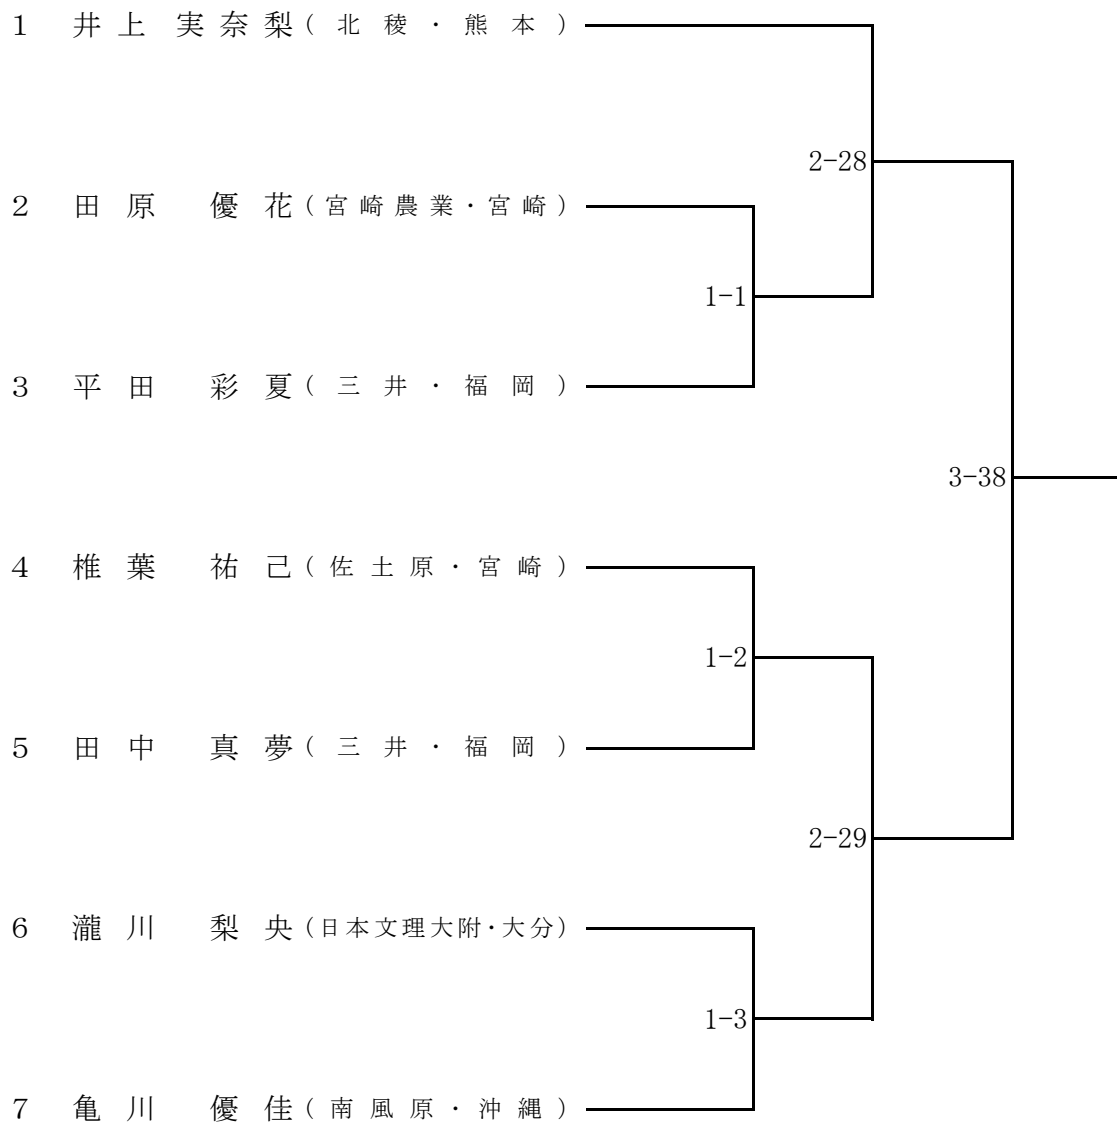 1 井上 実奈梨(北稜・熊本)
2-28
2 田原 優花(宮崎農業・宮崎)
1-1
3 平田 彩夏(三井・福岡)
3-38
4 椎葉 祐己(佐土原・宮崎)
1-2
5 田中 真夢(三井・福岡)
2-29
6 瀧川 梨央(日本文理大附・大分)
1-3
7 亀川 優佳(南風原・沖縄)